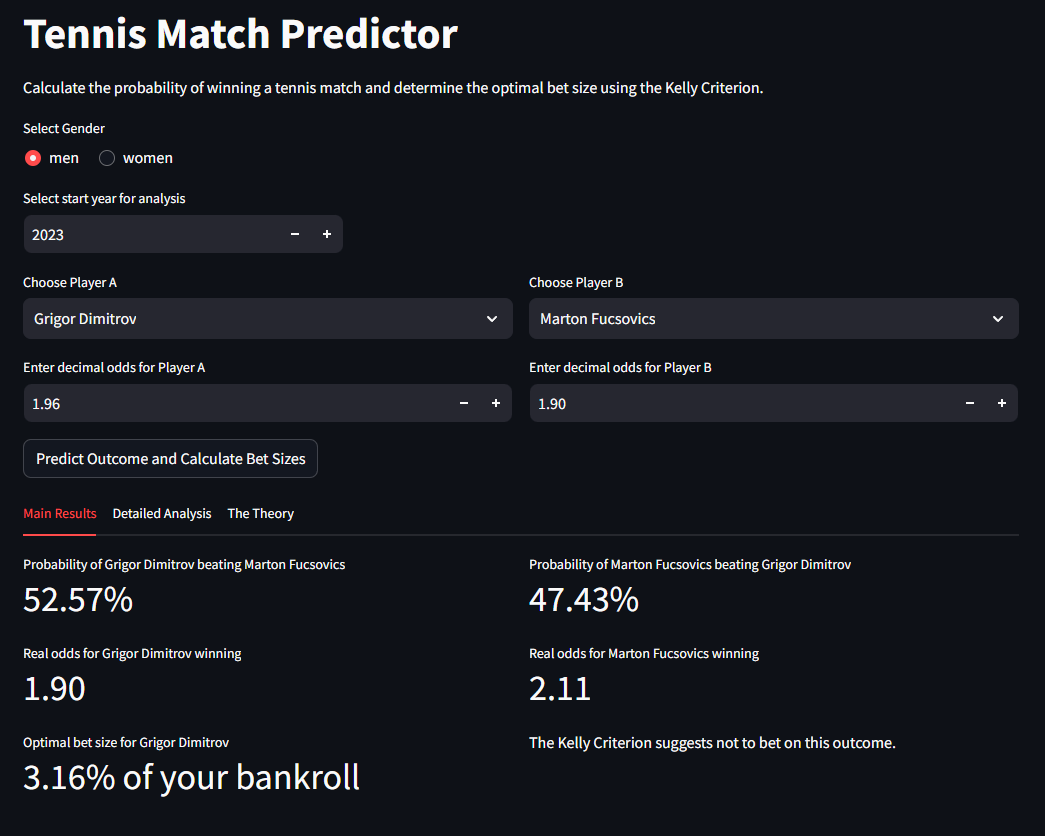 Tennis Match Predictor
Calculate the probability of winning a tennis match and determine the optimal bet size using the Kelly Criterion.
Select Gender
men women
Select start year for analysis
2023 − +
Choose Player A
Choose Player B
Grigor Dimitrov
Marton Fucsovics
Enter decimal odds for Player A
Enter decimal odds for Player B
1.96 − +
1.90 − +
Predict Outcome and Calculate Bet Sizes
Main Results Detailed Analysis The Theory
Probability of Grigor Dimitrov beating Marton Fucsovics
Probability of Marton Fucsovics beating Grigor Dimitrov
52.57%
47.43%
Real odds for Grigor Dimitrov winning
Real odds for Marton Fucsovics winning
1.90
2.11
Optimal bet size for Grigor Dimitrov
The Kelly Criterion suggests not to bet on this outcome.
3.16% of your bankroll